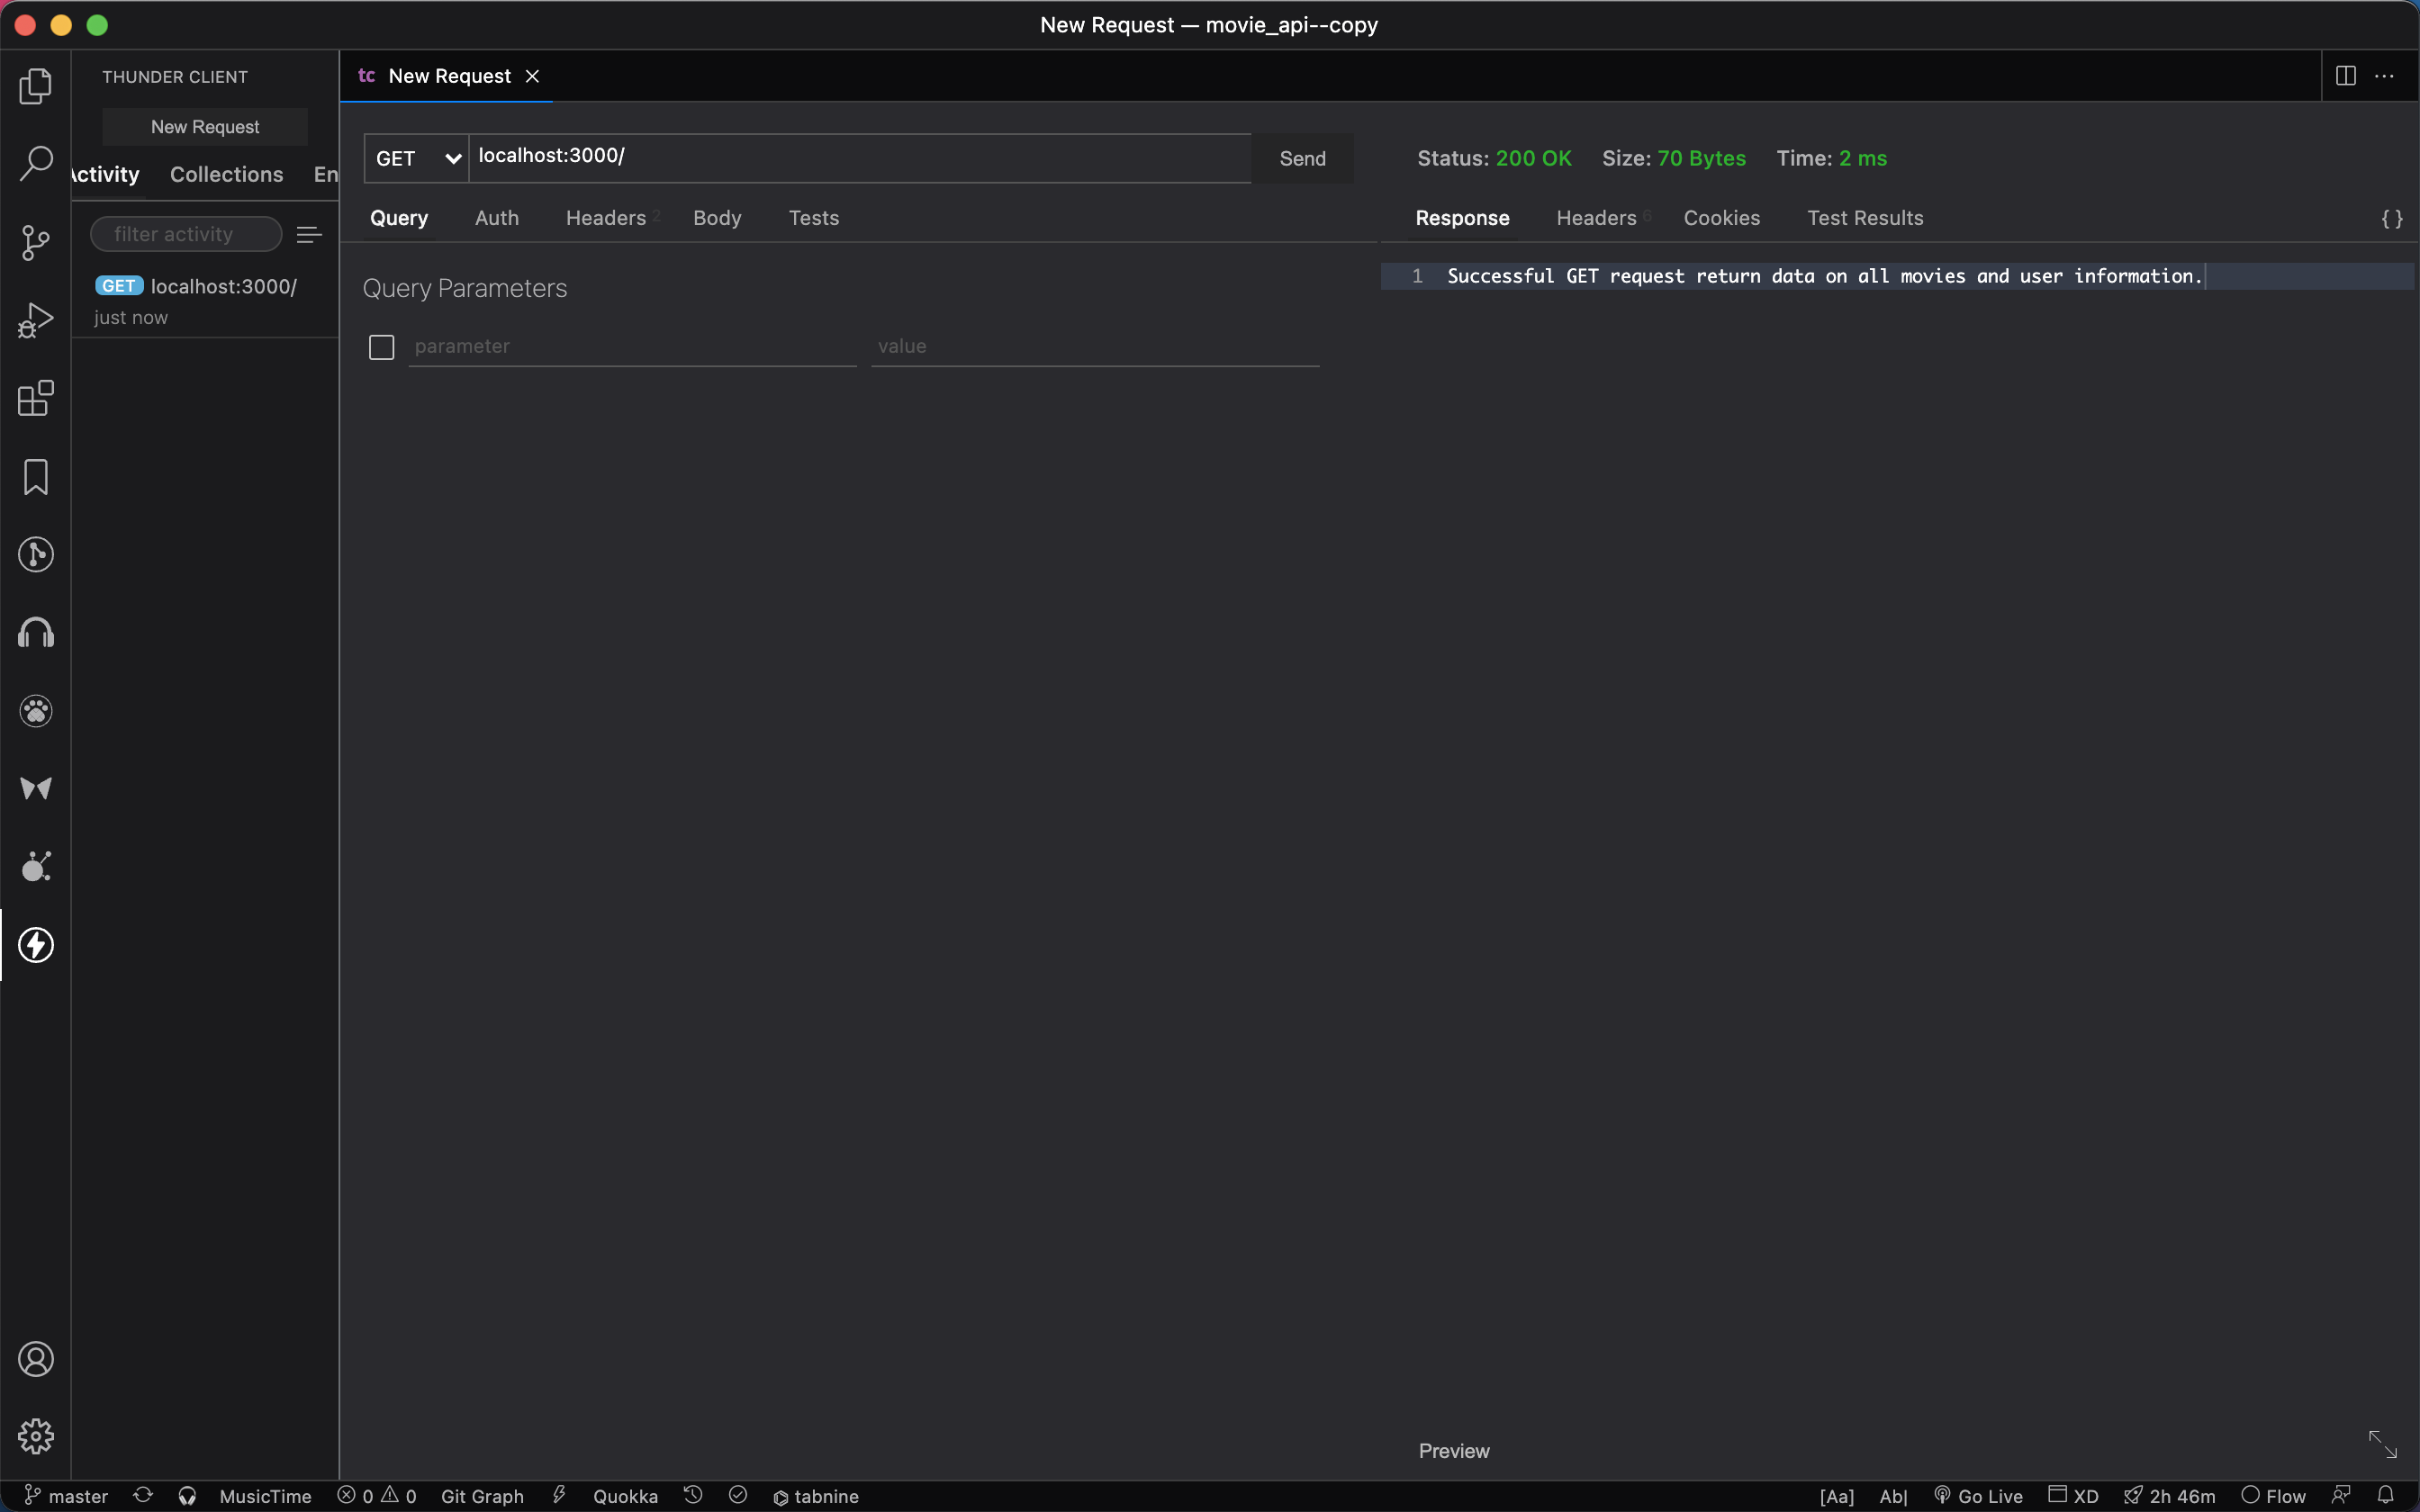 New Request — movie_api--copy
THUNDER CLIENT
New Request
Activity Collections En
filter activity
GET localhost:3000/
just now
tc New Request
GET localhost:3000/ Send
Query Auth Headers 2 Body Tests
Query Parameters
parameter value
Status: 200 OK Size: 70 Bytes Time: 2 ms
Response Headers 6 Cookies Test Results { }
1 Successful GET request return data on all movies and user information.
Preview
master MusicTime 0 0 Git Graph Quokka tabnine [Aa] Ab| Go Live XD 2h 46m Flow